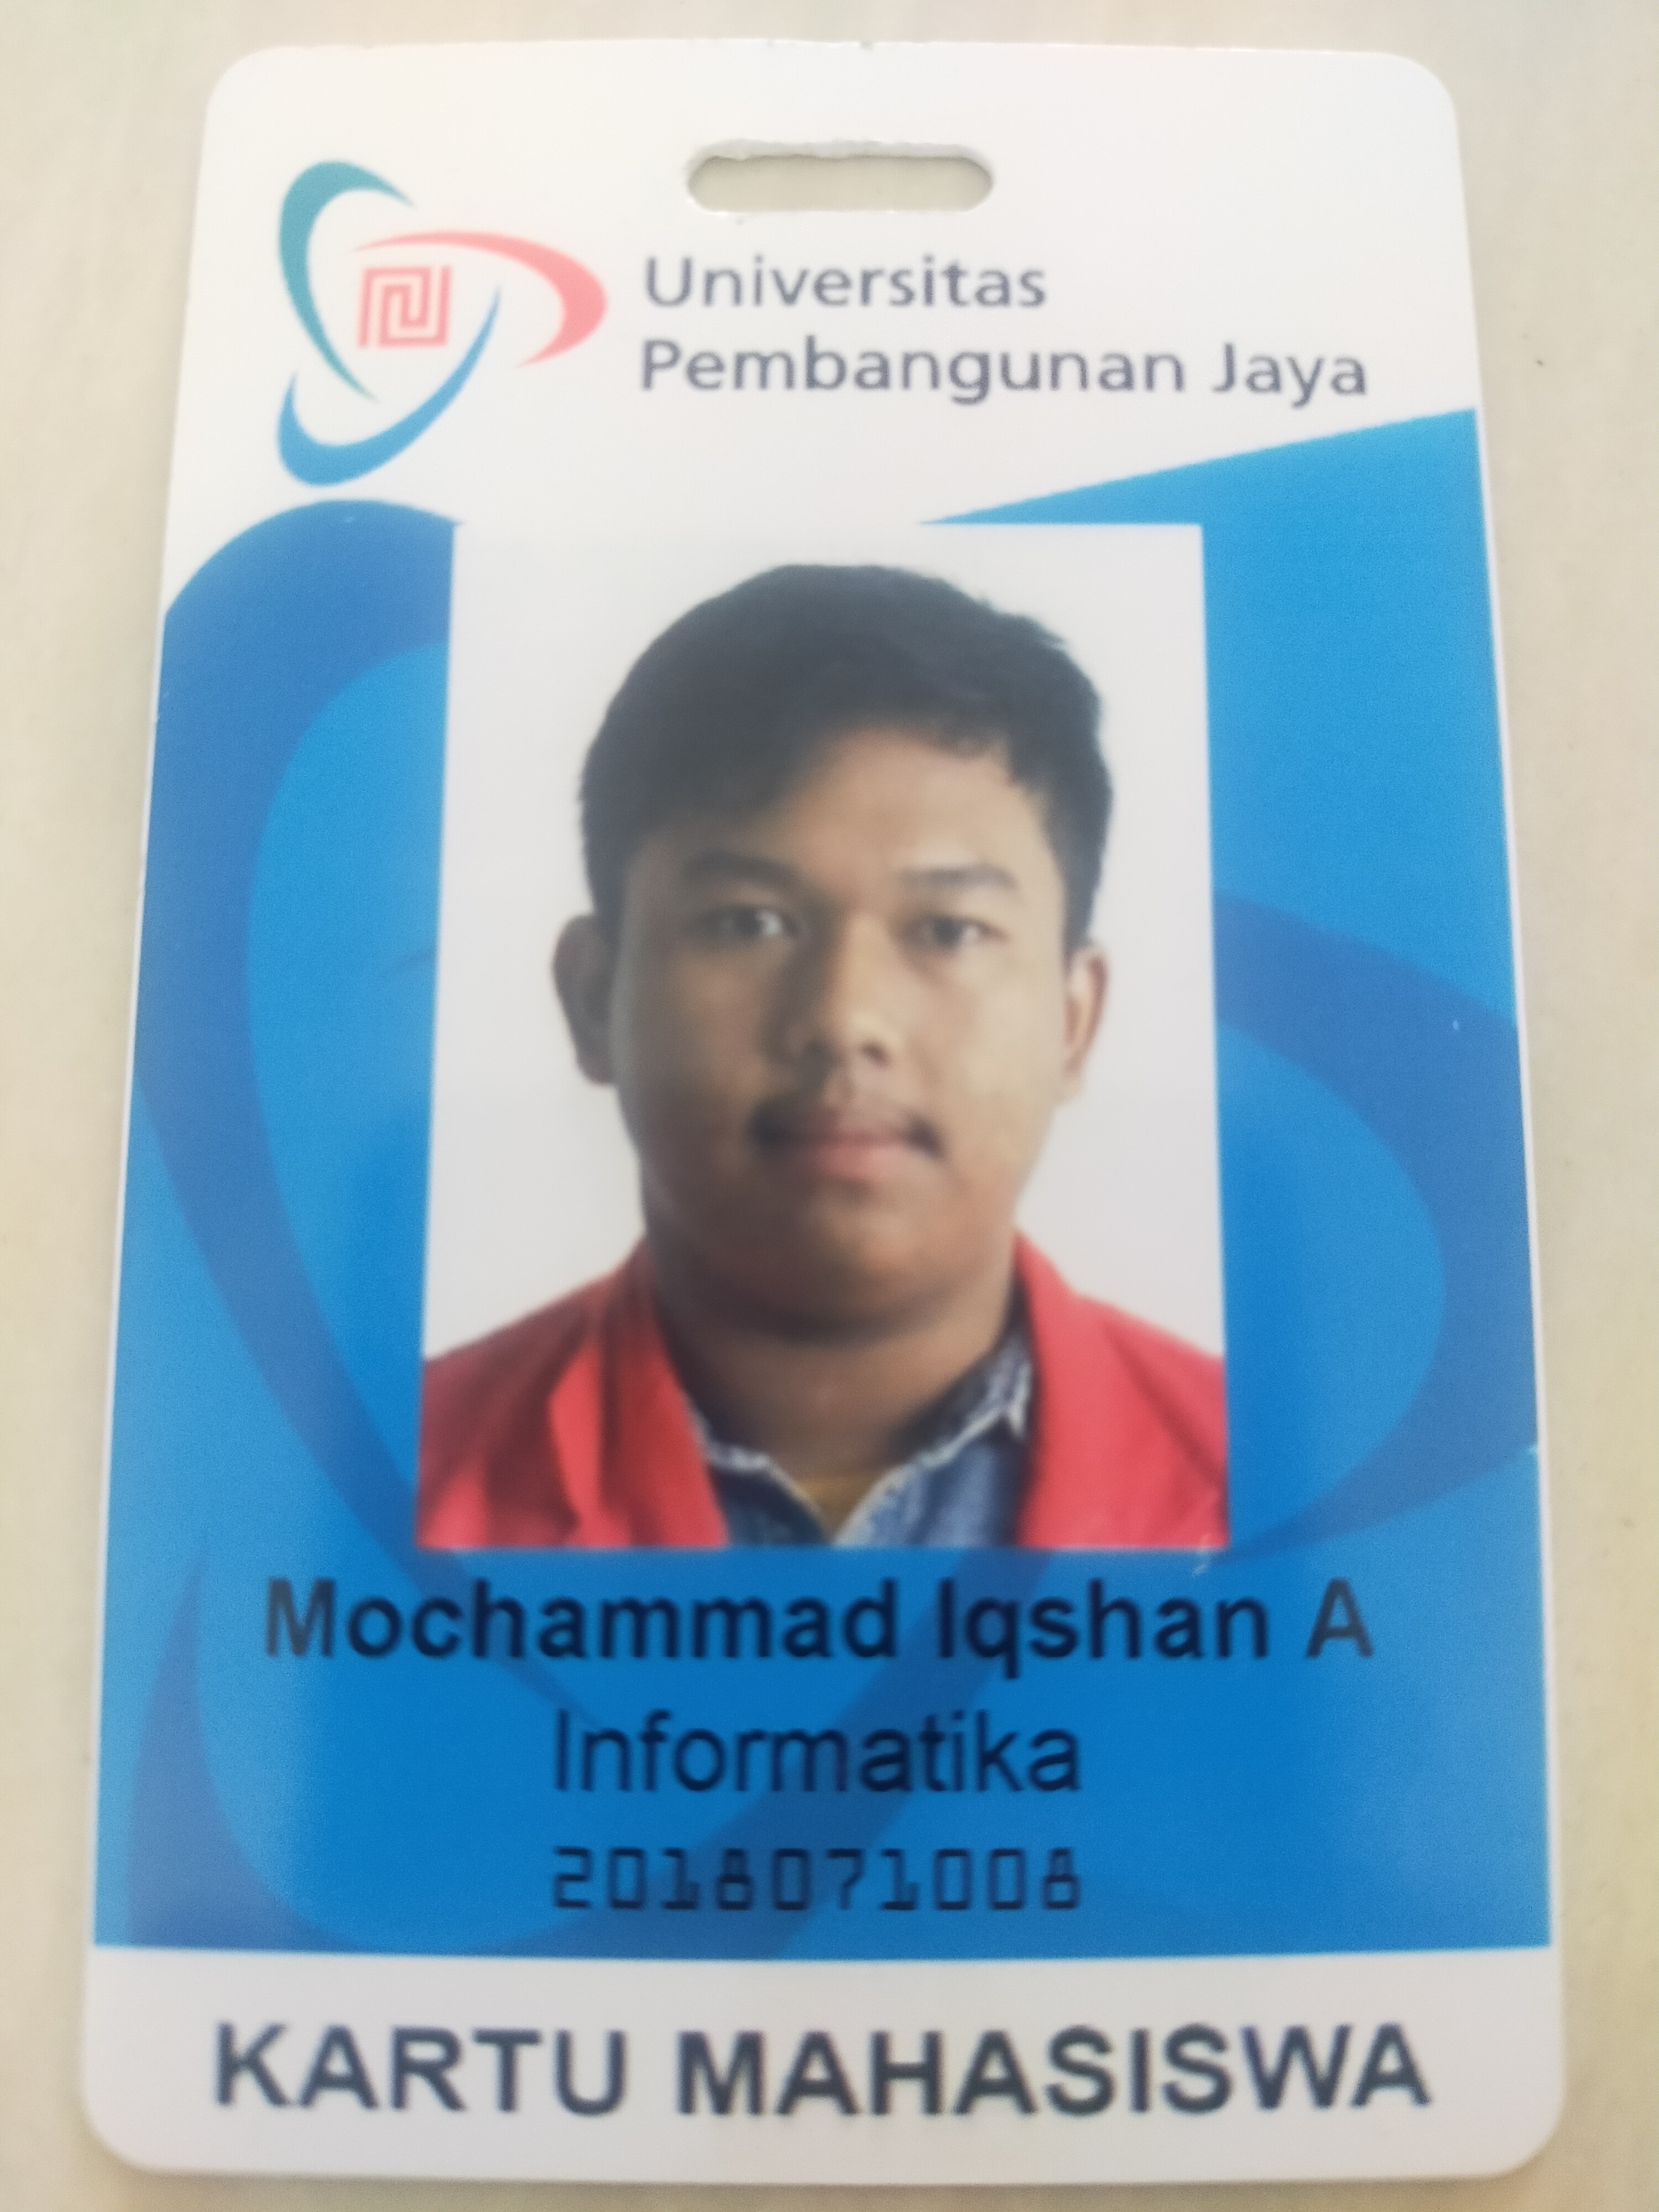 Universitas
Pembangunan Jaya
Mochammad Iqshan A
Informatika
2018071008
KARTU MAHASISWA